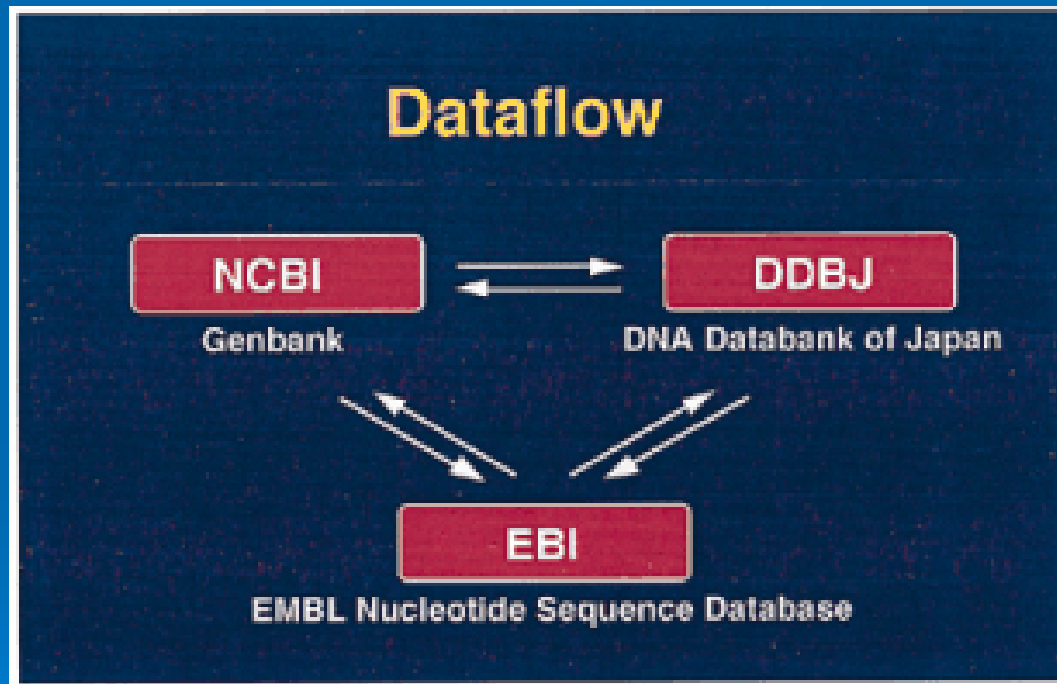 Dataflow
NCBI
Genbank
DDBJ
DNA Databank of Japan
EBI
EMBL Nucleotide Sequence Database